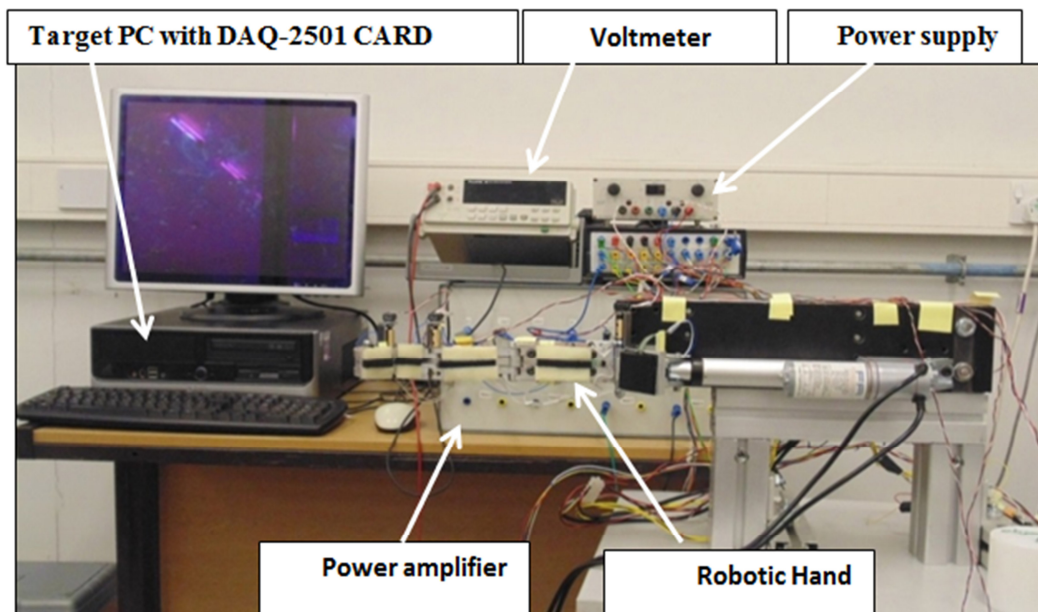 Target PC with DAQ-2501 CARD
Voltmeter
Power supply
Power amplifier
Robotic Hand